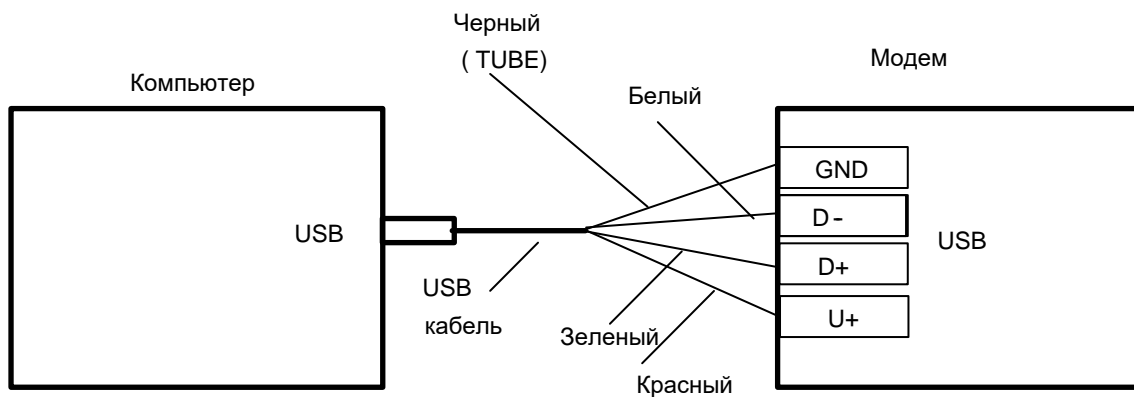 Черный
( TUBE)
Компьютер
Модем
Белый
GND
USB
D-
USB
D+
USB
кабель
U+
Зеленый
Красный